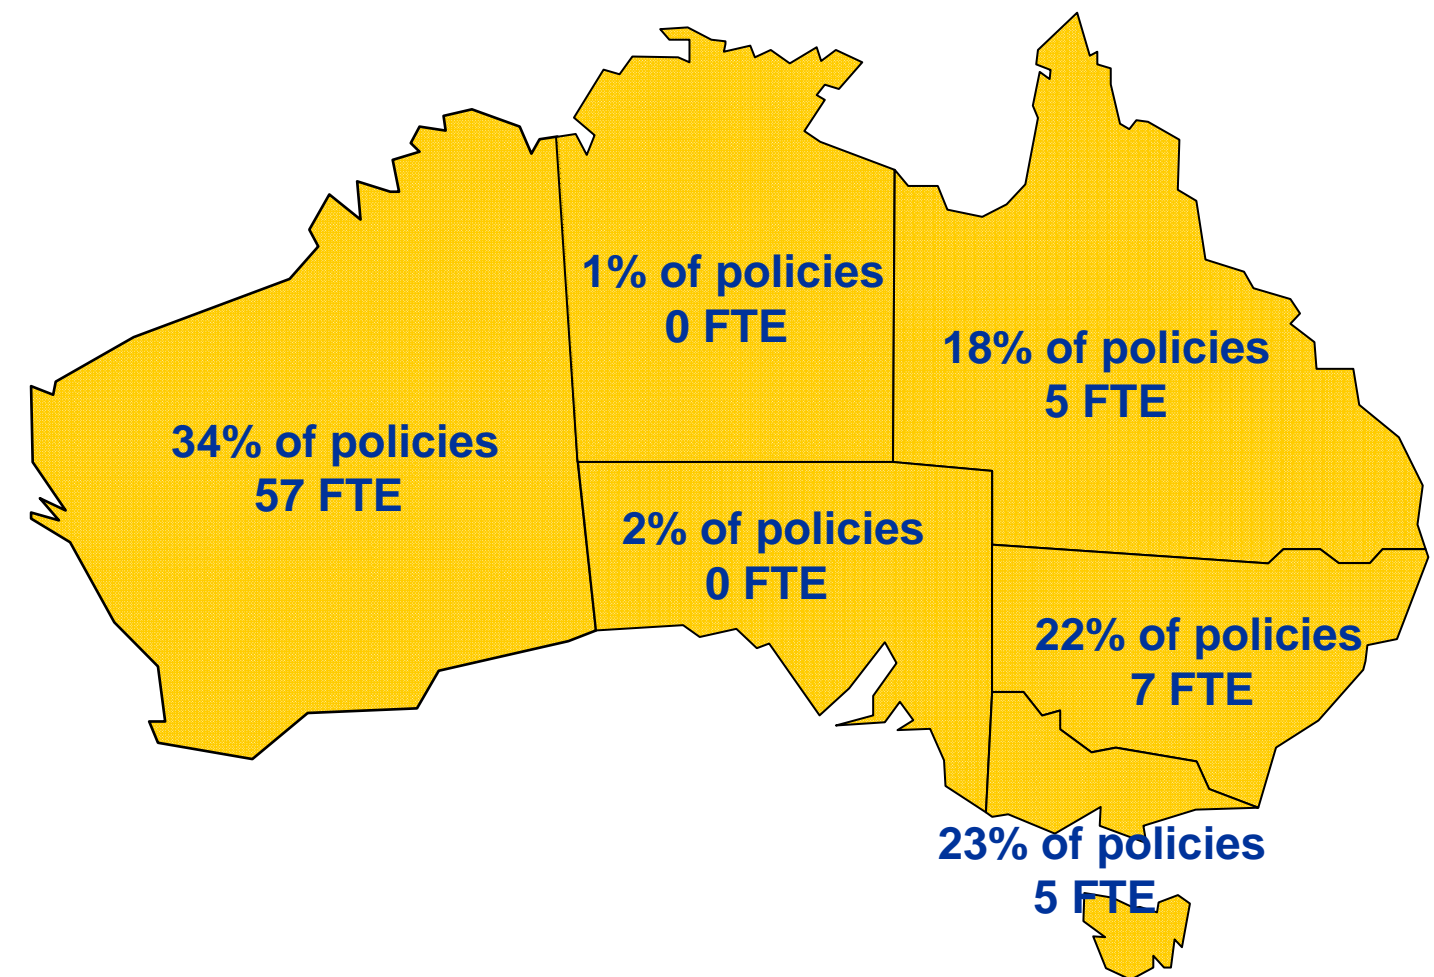 1% of policies
0 FTE
18% of policies
5 FTE
34% of policies
57 FTE
2% of policies
0 FTE
22% of policies
7 FTE
23% of policies
5 FTE